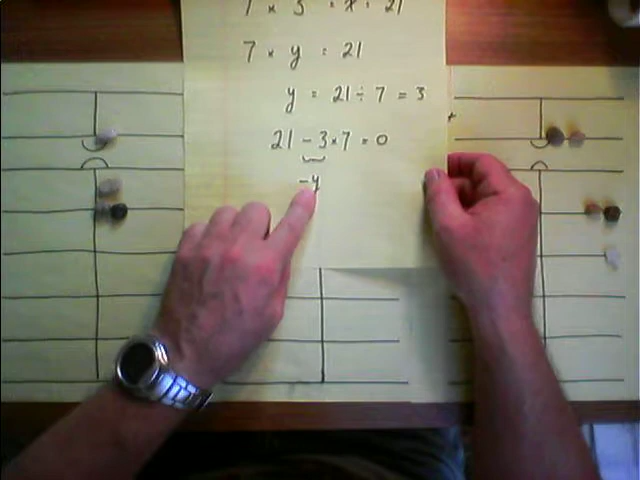 7 × 3 = x = 21
7 × y = 21
y = 21 ÷ 7 = 3
21 - 3 × 7 = 0
-y